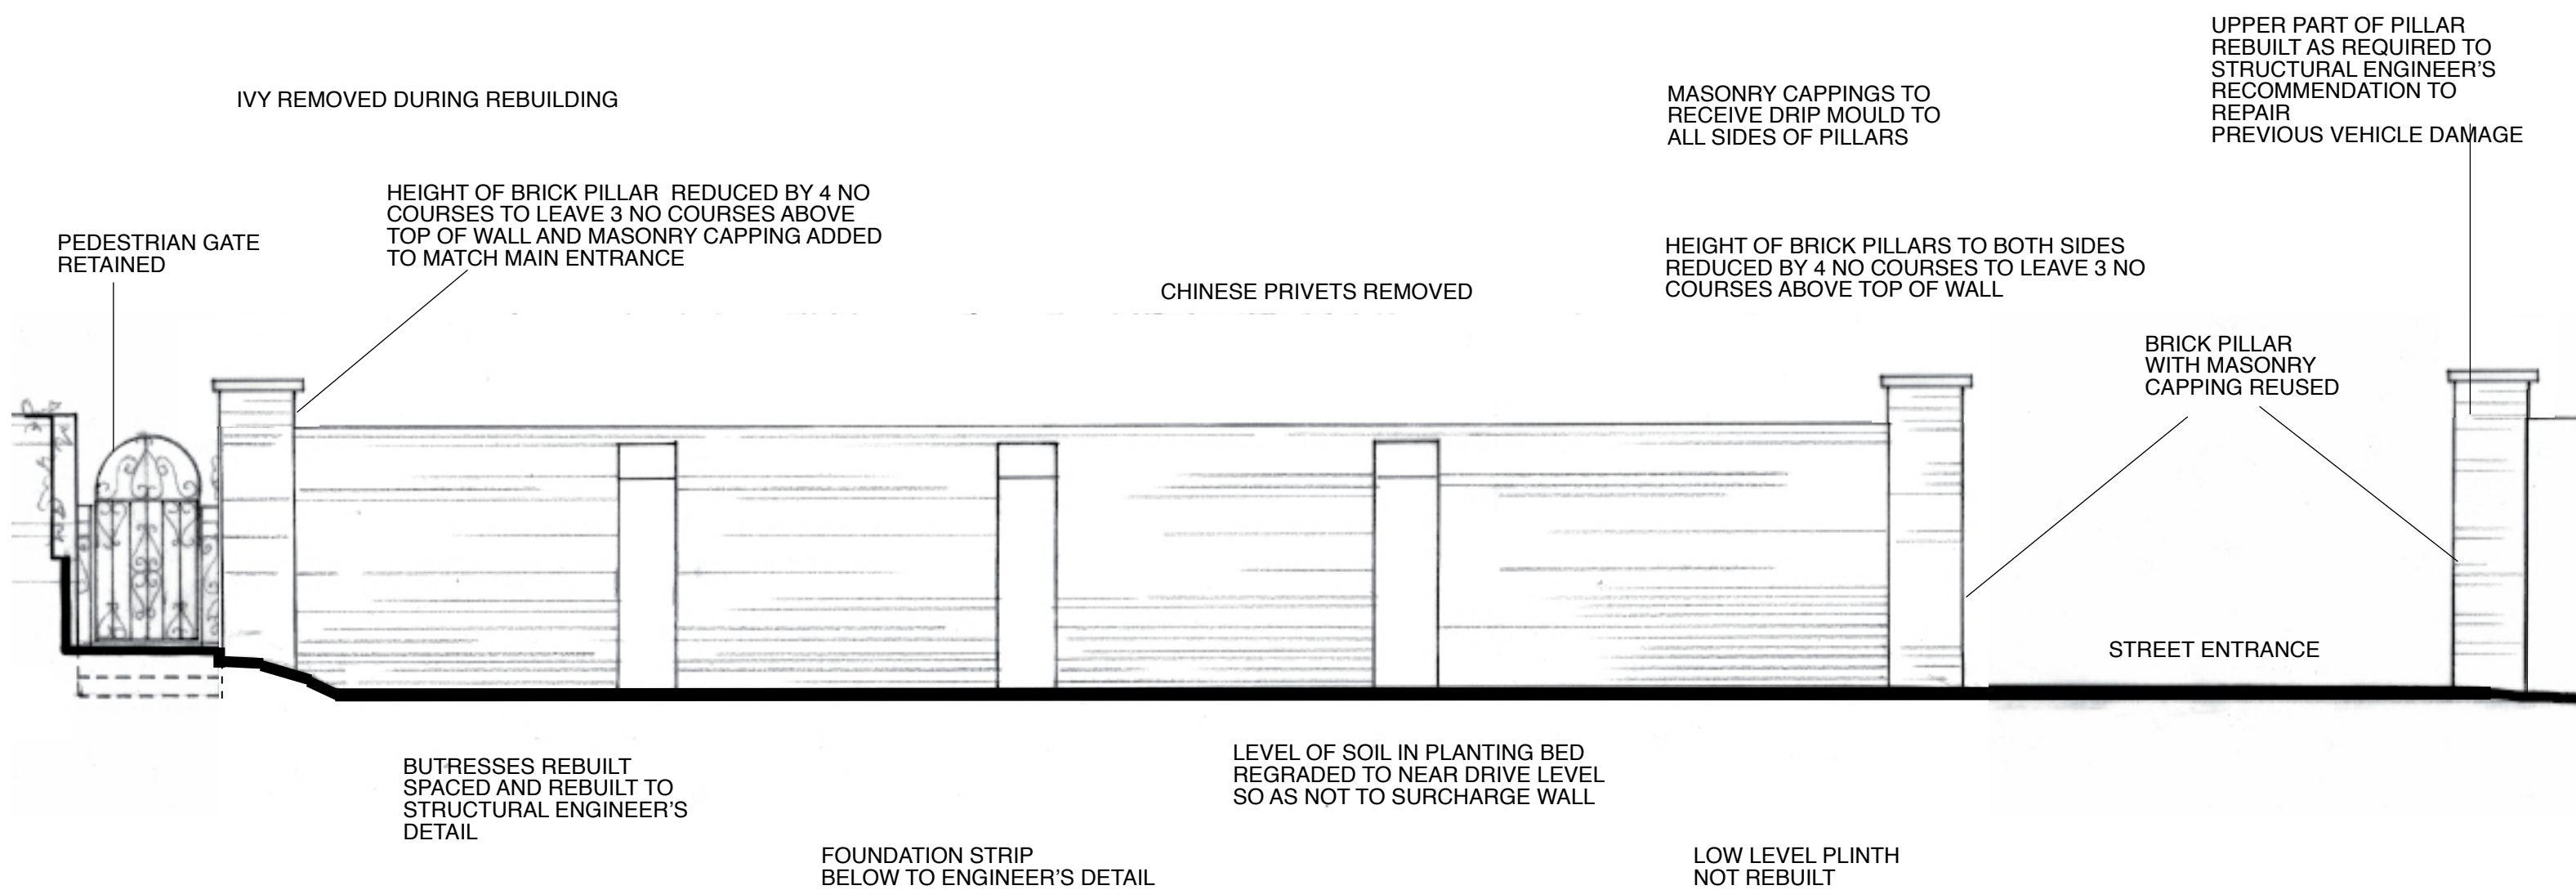 UPPER PART OF PILLAR
REBUILT AS REQUIRED TO
STRUCTURAL ENGINEER'S
RECOMMENDATION TO
REPAIR
PREVIOUS VEHICLE DAMAGE
IVY REMOVED DURING REBUILDING
MASONRY CAPPINGS TO
RECEIVE DRIP MOULD TO
ALL SIDES OF PILLARS
HEIGHT OF BRICK PILLAR REDUCED BY 4 NO
COURSES TO LEAVE 3 NO COURSES ABOVE
TOP OF WALL AND MASONRY CAPPING ADDED
TO MATCH MAIN ENTRANCE
PEDESTRIAN GATE
RETAINED
HEIGHT OF BRICK PILLARS TO BOTH SIDES
REDUCED BY 4 NO COURSES TO LEAVE 3 NO
COURSES ABOVE TOP OF WALL
CHINESE PRIVETS REMOVED
BRICK PILLAR
WITH MASONRY
CAPPING REUSED
STREET ENTRANCE
BUTRESSES REBUILT
SPACED AND REBUILT TO
STRUCTURAL ENGINEER'S
DETAIL
LEVEL OF SOIL IN PLANTING BED
REGRADED TO NEAR DRIVE LEVEL
SO AS NOT TO SURCHARGE WALL
FOUNDATION STRIP
BELOW TO ENGINEER'S DETAIL
LOW LEVEL PLINTH
NOT REBUILT